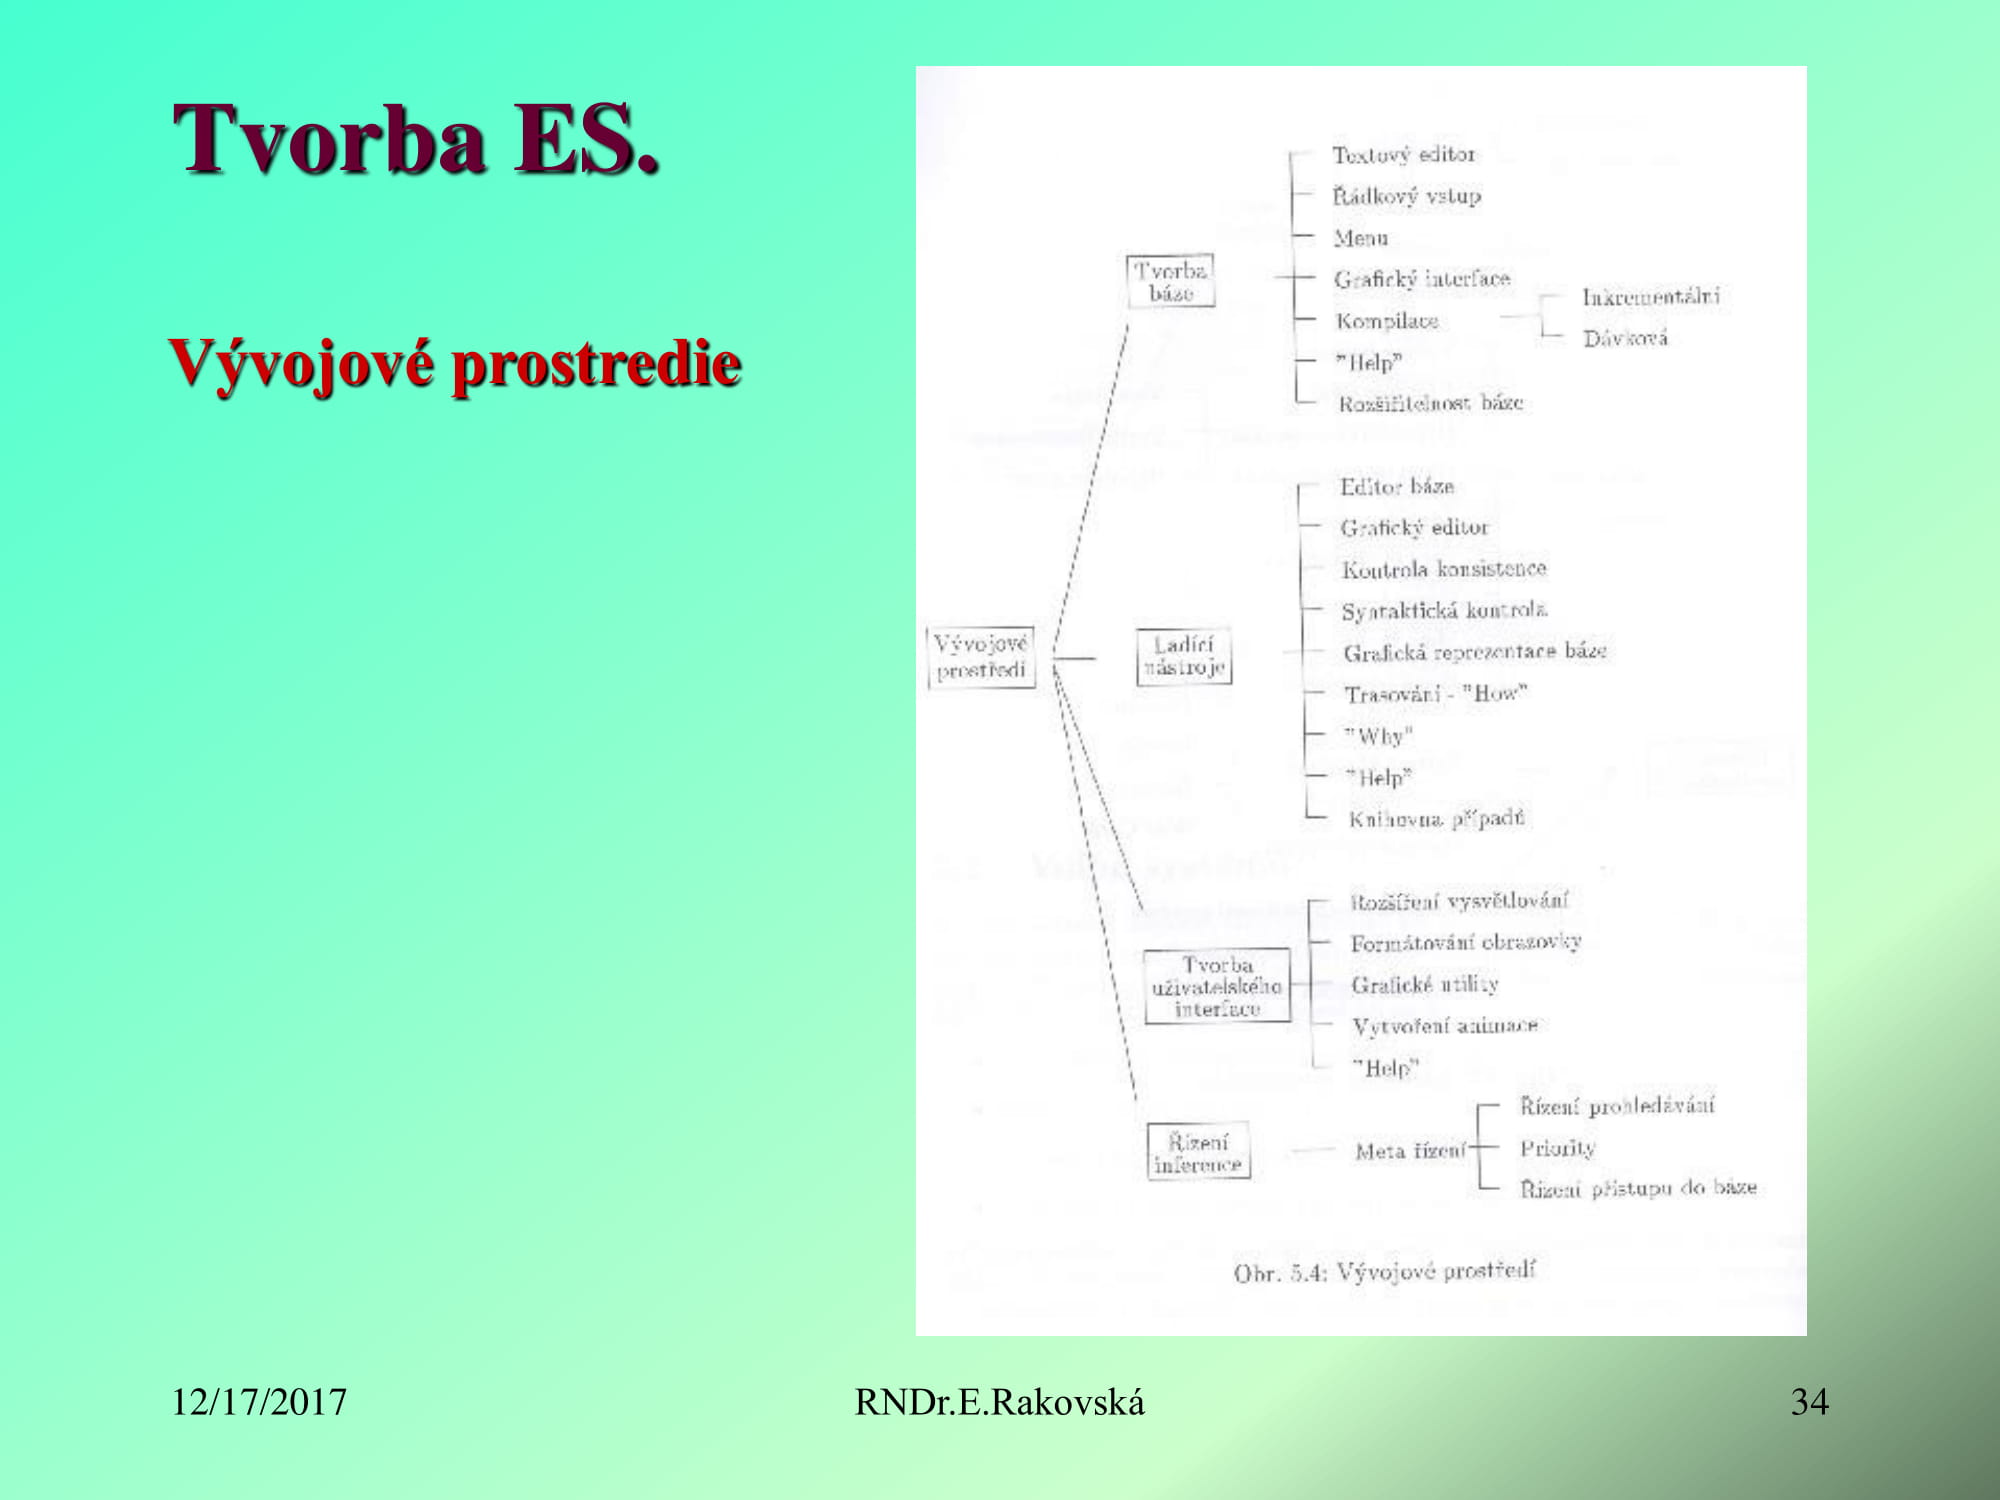 Tvorba ES.
Vývojové prostredie
Textový editor
Řádkový vstup
Menu
Tvorba
báze
Grafický interface
Inkrementální
Kompilace
Dávková
"Help"
Rozšiřitelnost báze
Editor báze
Grafický editor
Kontrola konsistence
Syntaktická kontrola
Vývojové
prostředí
Ladící
nástroje
Grafická reprezentace báze
Trasování - "How"
"Why"
"Help"
Knihovna případů
Rozšíření vysvětlování
Formátování obrazovky
Tvorba
uživatelského
interface
Grafické utility
Vytvoření animace
"Help"
Řízení
inference
Meta řízení
Řízení prohledávání
Priority
Řízení přístupu do báze
Obr. 5.4: Vývojové prostředí
12/17/2017
RNDr.E.Rakovská
34